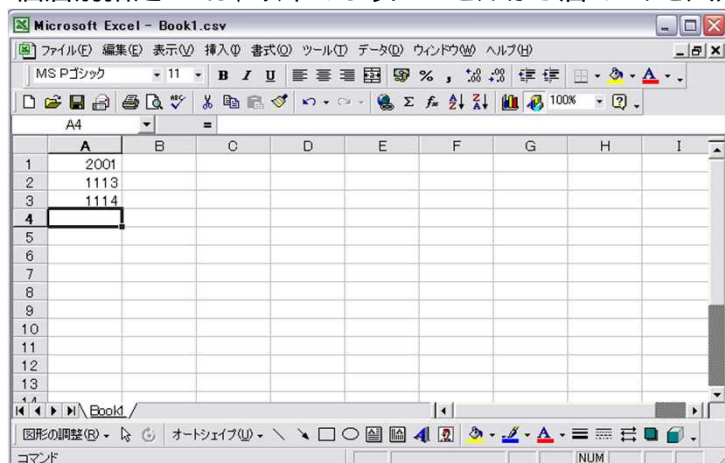 Microsoft Excel - Book1.csv
ファイル(F) 編集(E) 表示(V) 挿入(I) 書式(O) ツール(T) データ(D) ウィンドウ(W) ヘルプ(H)
MS Pゴシック 11 B I U % ,
Σ fx 100%
A4 =
A B C D E F G H I
1 2001
2 1113
3 1114
4
5
6
7
8
9
10
11
12
13
14
Book1
図形の調整(R) オートシェイプ(U)
コマンド NUM